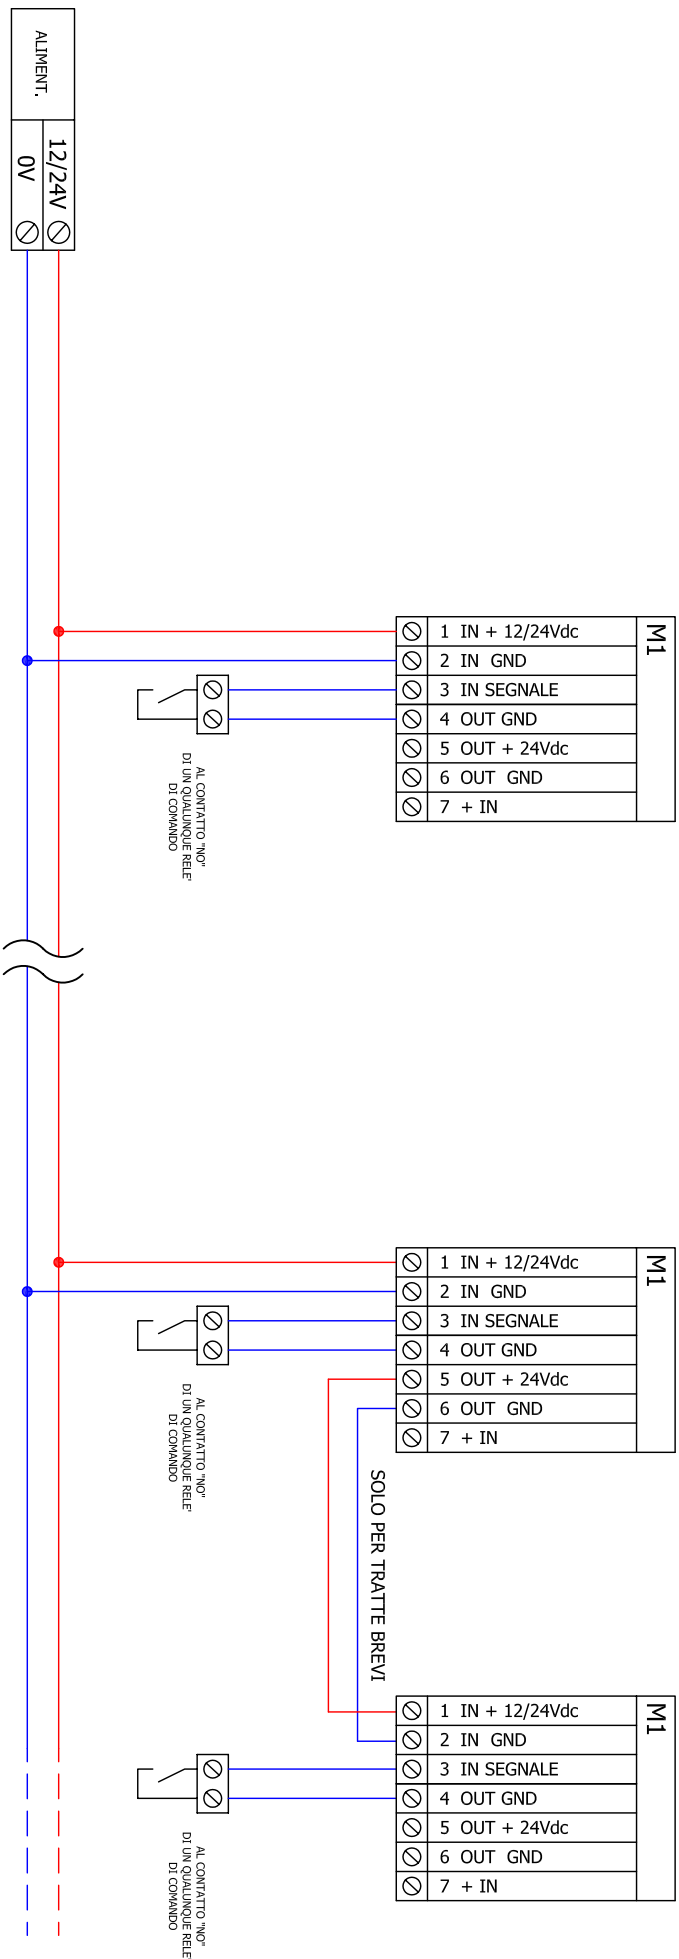 ALIMENT.
12/24V
0V
M1
1 IN + 12/24Vdc
2 IN GND
3 IN SEGNALE
4 OUT GND
5 OUT + 24Vdc
6 OUT GND
7 + IN
AL CONTATTO "NO"
DI UN QUALUNQUE RELE'
DI COMANDO
M1
1 IN + 12/24Vdc
2 IN GND
3 IN SEGNALE
4 OUT GND
5 OUT + 24Vdc
6 OUT GND
7 + IN
AL CONTATTO "NO"
DI UN QUALUNQUE RELE'
DI COMANDO
SOLO PER TRATTE BREVI
M1
1 IN + 12/24Vdc
2 IN GND
3 IN SEGNALE
4 OUT GND
5 OUT + 24Vdc
6 OUT GND
7 + IN
AL CONTATTO "NO"
DI UN QUALUNQUE RELE
DI COMANDO